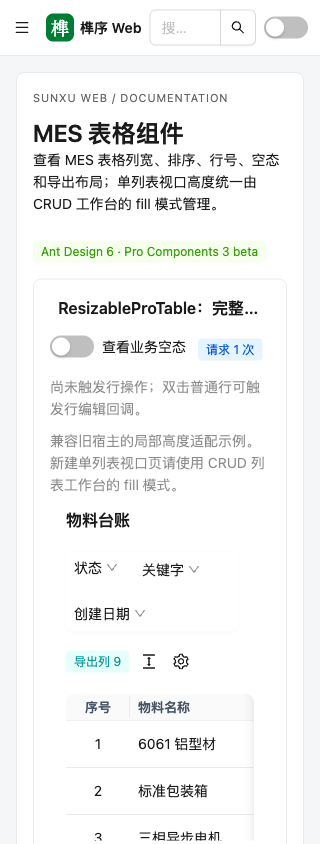 榫 榫序 Web 搜...
SUNXU WEB / DOCUMENTATION
MES 表格组件
查看 MES 表格列宽、排序、行号、空态
和导出布局；单列表视口高度统一由
CRUD 工作台的 fill 模式管理。
Ant Design 6 · Pro Components 3 beta
ResizableProTable：完整...
查看业务空态 请求 1 次
尚未触发行操作；双击普通行可触
发行编辑回调。
兼容旧宿主的局部高度适配示例。
新建单列表视口页请使用 CRUD 列
表工作台的 fill 模式。
物料台账
状态 关键字
创建日期
导出列 9
序号 物料名称
1 6061 铝型材
2 标准包装箱
3 三相异步电机